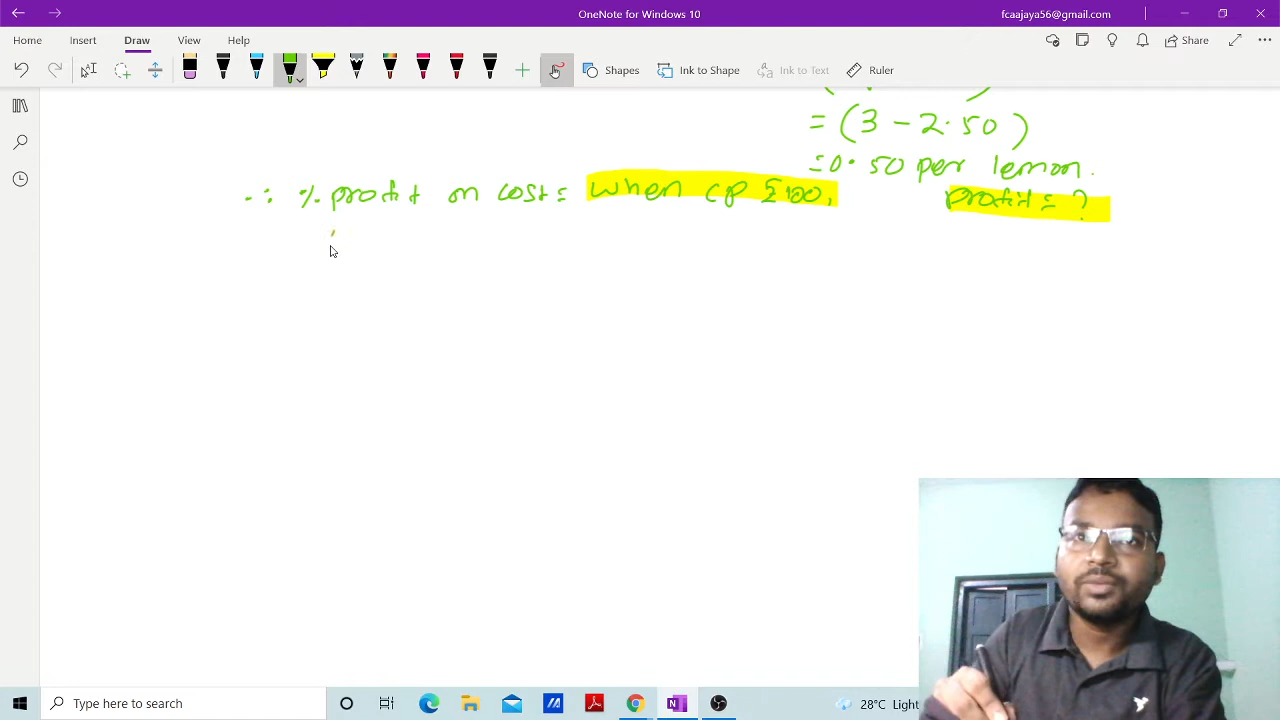 OneNote for Windows 10
fcaajaya56@gmail.com
Home Insert Draw View Help
Share
Shapes Ink to Shape Ink to Text Ruler
= (3 - 2.50)
=0.50 per lemon.
∴ % profit on cost = when cp = 100, profit = ?
Type here to search
28°C Light